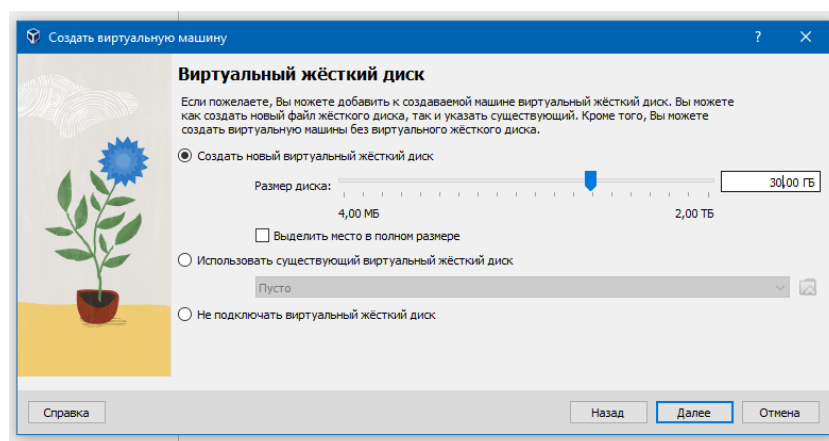 Создать виртуальную машину
Виртуальный жёсткий диск
Если пожелаете, Вы можете добавить к создаваемой машине виртуальный жёсткий диск. Вы можете
как создать новый файл жёсткого диска, так и указать существующий. Кроме того, Вы можете
создать виртуальную машины без виртуального жёсткого диска.
Создать новый виртуальный жёсткий диск
Размер диска: 30,00 ГБ
4,00 МБ 2,00 ТБ
Выделить место в полном размере
Использовать существующий виртуальный жёсткий диск
Пусто
Не подключать виртуальный жёсткий диск
Справка Назад Далее Отмена